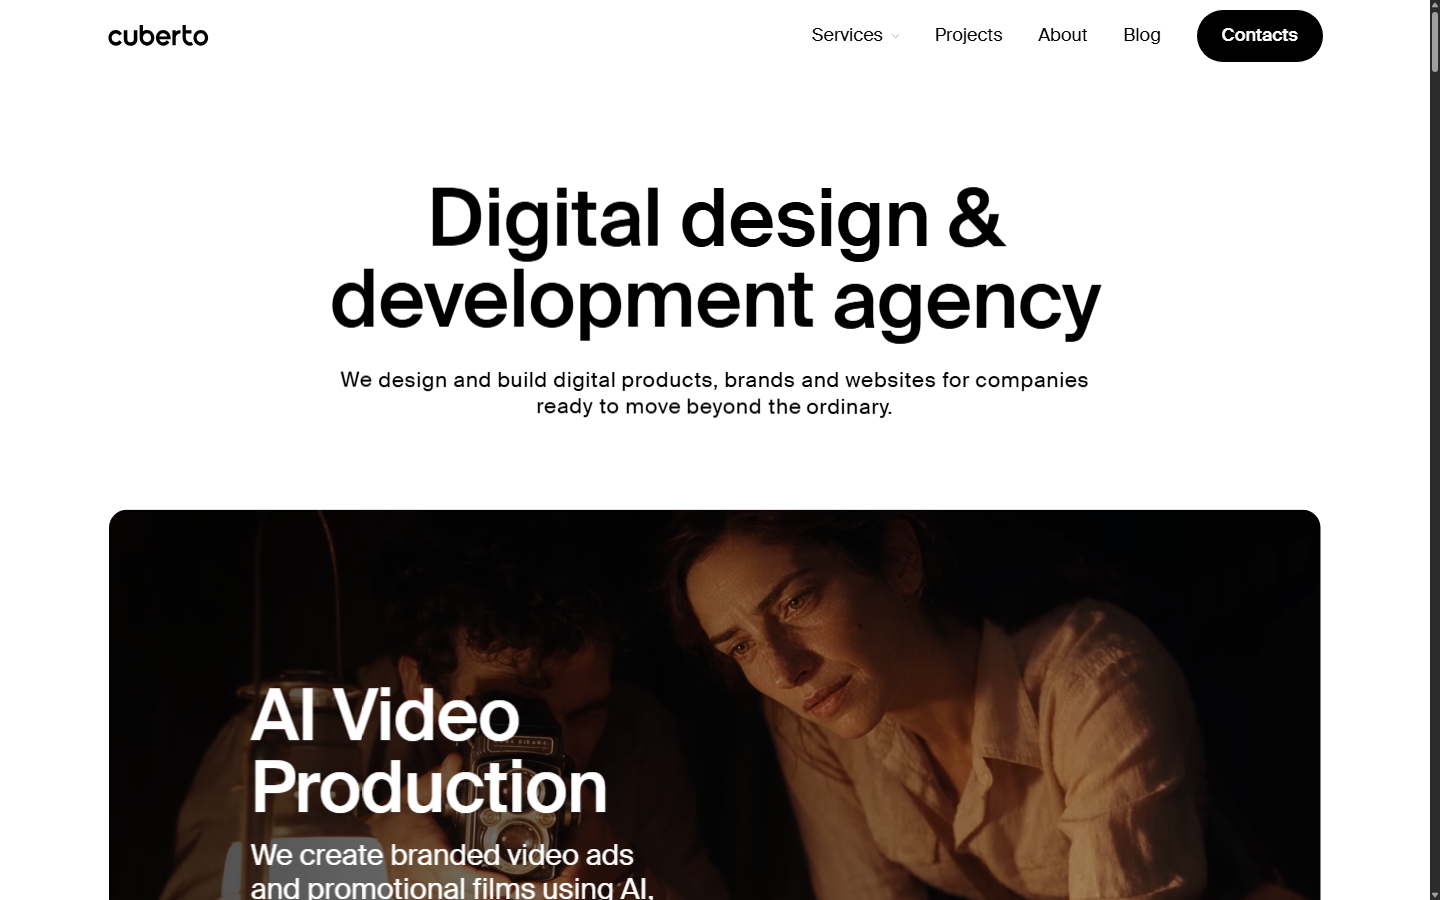 cuberto
Services
Projects
About
Blog
Contacts
Digital design &
development agency
We design and build digital products, brands and websites for companies
ready to move beyond the ordinary.
AI Video
Production
We create branded video ads
and promotional films using AI,